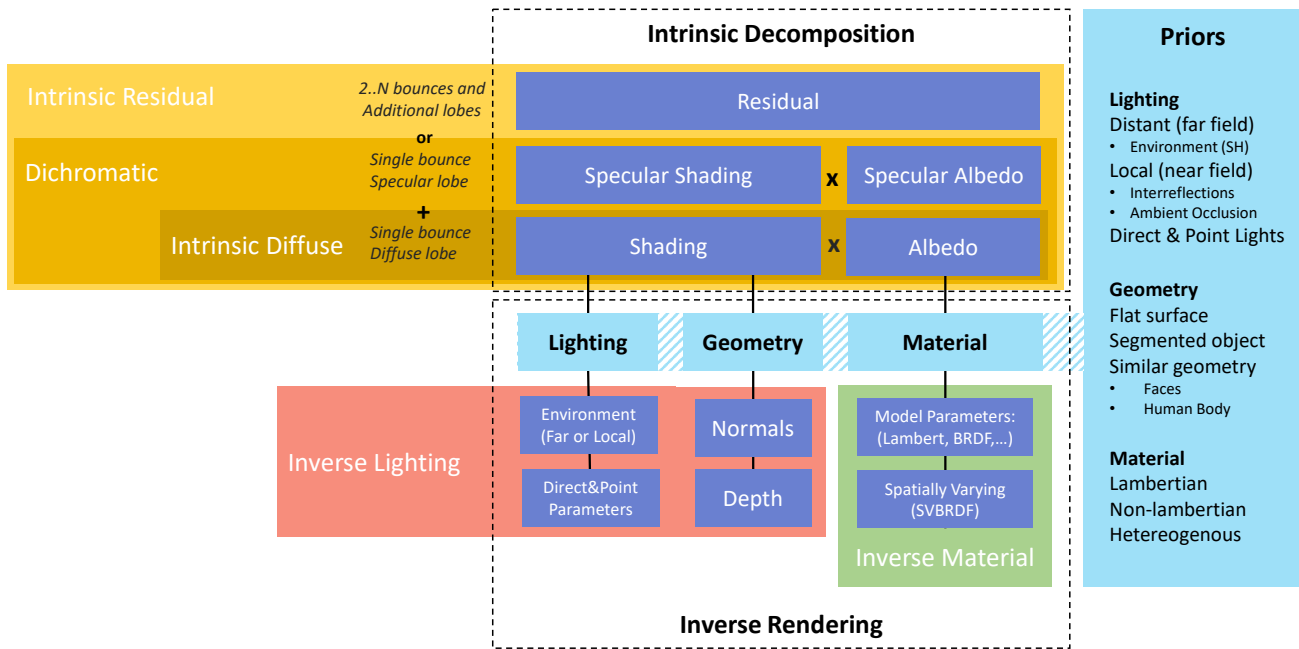 Intrinsic Decomposition
Intrinsic Residual
2..N bounces and
Additional lobes
Residual
or
Dichromatic
Single bounce
Specular lobe
Specular Shading
x
Specular Albedo
+
Intrinsic Diffuse
Single bounce
Diffuse lobe
Shading
x
Albedo
Lighting
Geometry
Material
Inverse Lighting
Environment
(Far or Local)
Direct&Point
Parameters
Normals
Depth
Model Parameters:
(Lambert, BRDF,...)
Spatially Varying
(SVBRDF)
Inverse Material
Inverse Rendering
Priors
Lighting
Distant (far field)
• Environment (SH)
Local (near field)
• Interreflections
• Ambient Occlusion
Direct & Point Lights
Geometry
Flat surface
Segmented object
Similar geometry
• Faces
• Human Body
Material
Lambertian
Non-lambertian
Hetereogenous